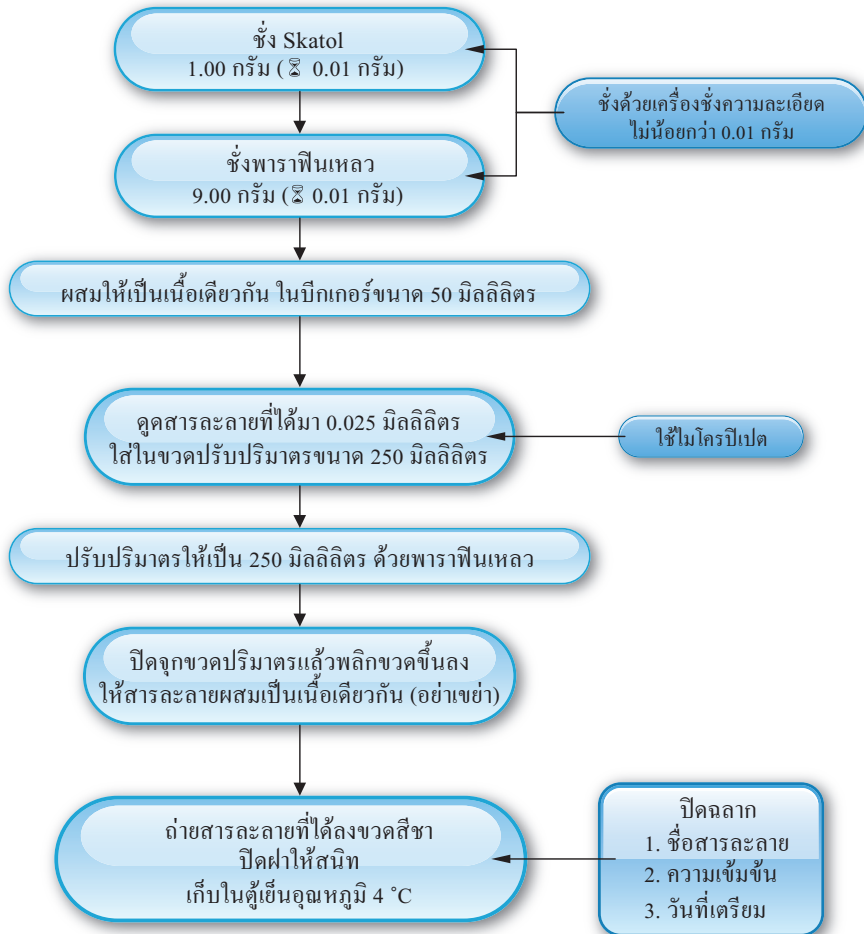 ชั่ง Skatol
1.00 กรัม (⌛ 0.01 กรัม)
ชั่งด้วยเครื่องชั่งความละเอียด
ไม่น้อยกว่า 0.01 กรัม
ชั่งพาราฟินเหลว
9.00 กรัม (⌛ 0.01 กรัม)
ผสมให้เป็นเนื้อเดียวกัน ในบีกเกอร์ขนาด 50 มิลลิลิตร
ดูดสารละลายที่ได้มา 0.025 มิลลิลิตร
ใส่ในขวดปรับปริมาตรขนาด 250 มิลลิลิตร
ใช้ไมโครปิเปต
ปรับปริมาตรให้เป็น 250 มิลลิลิตร ด้วยพาราฟินเหลว
ปิดจุกขวดปริมาตรแล้วพลิกขวดขึ้นลง
ให้สารละลายผสมเป็นเนื้อเดียวกัน (อย่าเขย่า)
ถ่ายสารละลายที่ได้ลงขวดสีชา
ปิดฝาให้สนิท
เก็บในตู้เย็นอุณหภูมิ 4 °C
ปิดฉลาก
1. ชื่อสารละลาย
2. ความเข้มข้น
3. วันที่เตรียม